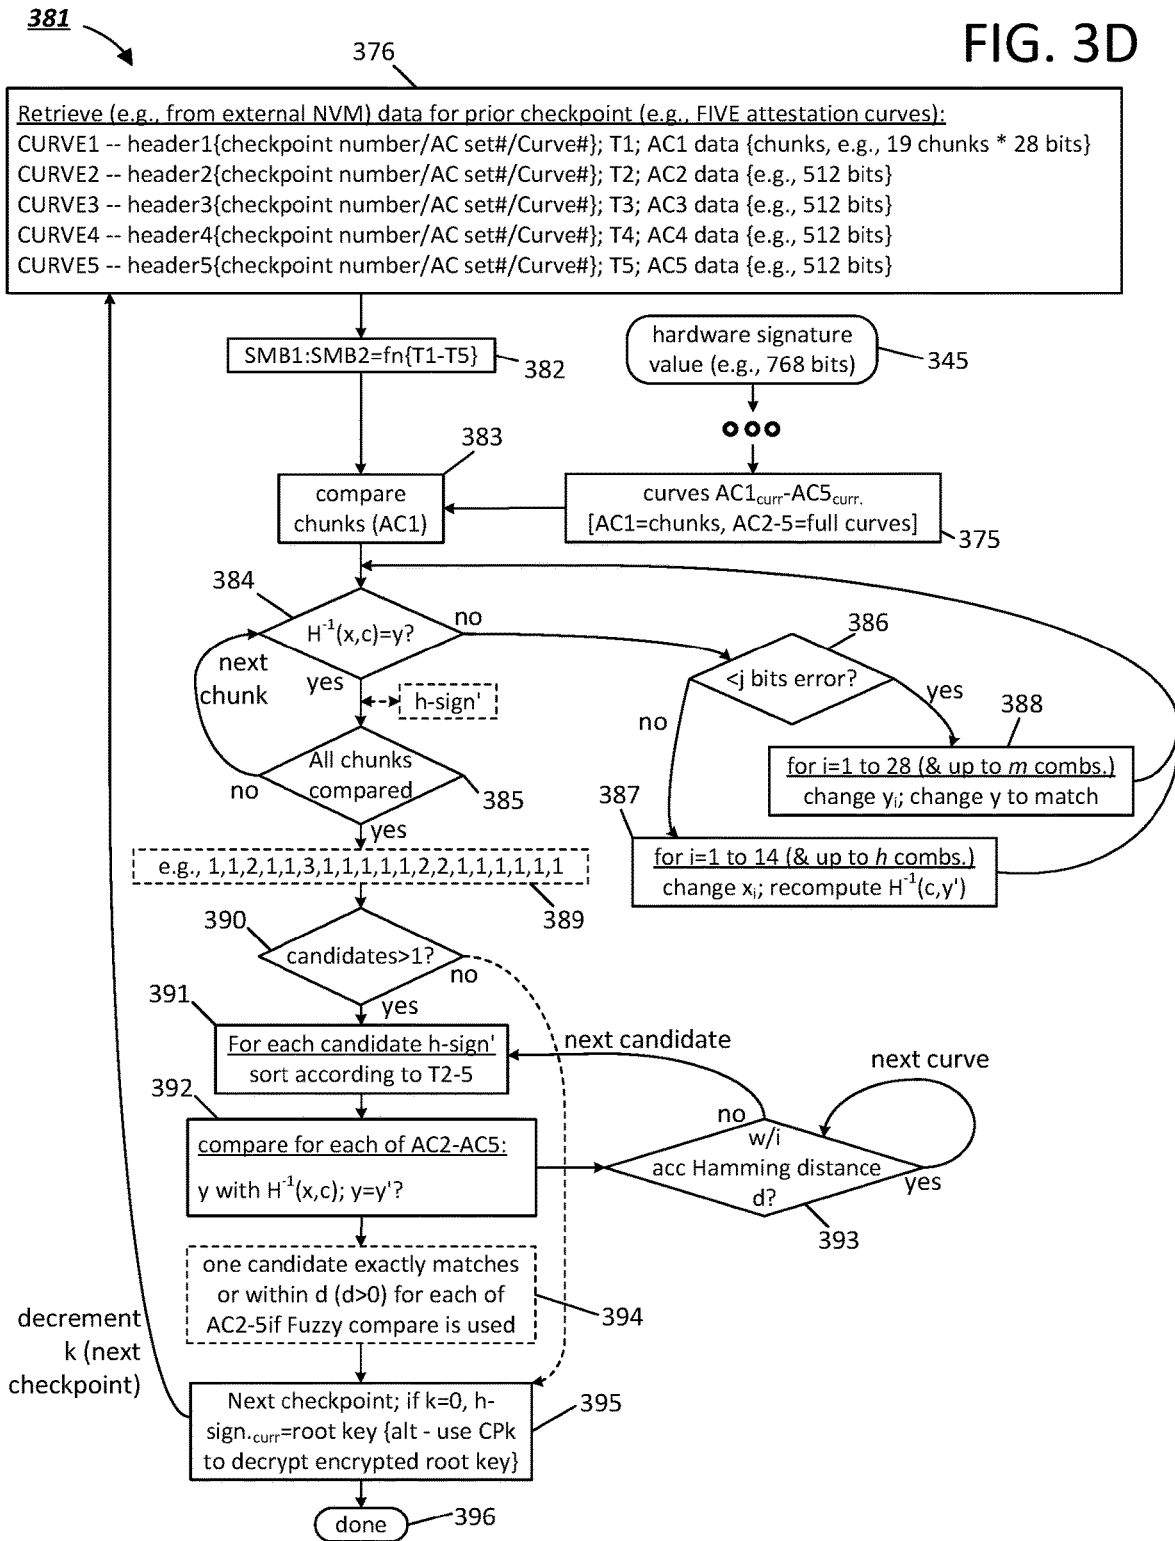 381
FIG. 3D
376
Retrieve (e.g., from external NVM) data for prior checkpoint (e.g., FIVE attestation curves):
CURVE1 -- header1{checkpoint number/AC set#/Curve#}; T1; AC1 data {chunks, e.g., 19 chunks * 28 bits}
CURVE2 -- header2{checkpoint number/AC set#/Curve#}; T2; AC2 data {e.g., 512 bits}
CURVE3 -- header3{checkpoint number/AC set#/Curve#}; T3; AC3 data {e.g., 512 bits}
CURVE4 -- header4{checkpoint number/AC set#/Curve#}; T4; AC4 data {e.g., 512 bits}
CURVE5 -- header5{checkpoint number/AC set#/Curve#}; T5; AC5 data {e.g., 512 bits}
SMB1:SMB2=fn{T1-T5}
382
hardware signature
value (e.g., 768 bits)
345
383
compare
chunks (AC1)
curves AC1curr-AC5curr.
[AC1=chunks, AC2-5=full curves]
375
384
H⁻¹(x,c)=y?
no
next
chunk
yes
h-sign'
386
<j bits error?
yes
no
388
for i=1 to 28 (& up to m combs.)
change yi; change y to match
All chunks
compared
no
385
yes
387
for i=1 to 14 (& up to h combs.)
change xi; recompute H⁻¹(c,y')
e.g., 1,1,2,1,1,3,1,1,1,1,1,2,2,1,1,1,1,1,1
389
390
candidates>1?
no
yes
391
For each candidate h-sign'
sort according to T2-5
next candidate
next curve
392
compare for each of AC2-AC5:
y with H⁻¹(x,c); y=y'?
no
w/i
acc Hamming distance
d?
yes
393
one candidate exactly matches
or within d (d>0) for each of
AC2-5if Fuzzy compare is used
394
decrement
k (next
checkpoint)
Next checkpoint; if k=0, h-
sign.curr=root key {alt - use CPk
to decrypt encrypted root key}
395
done
396